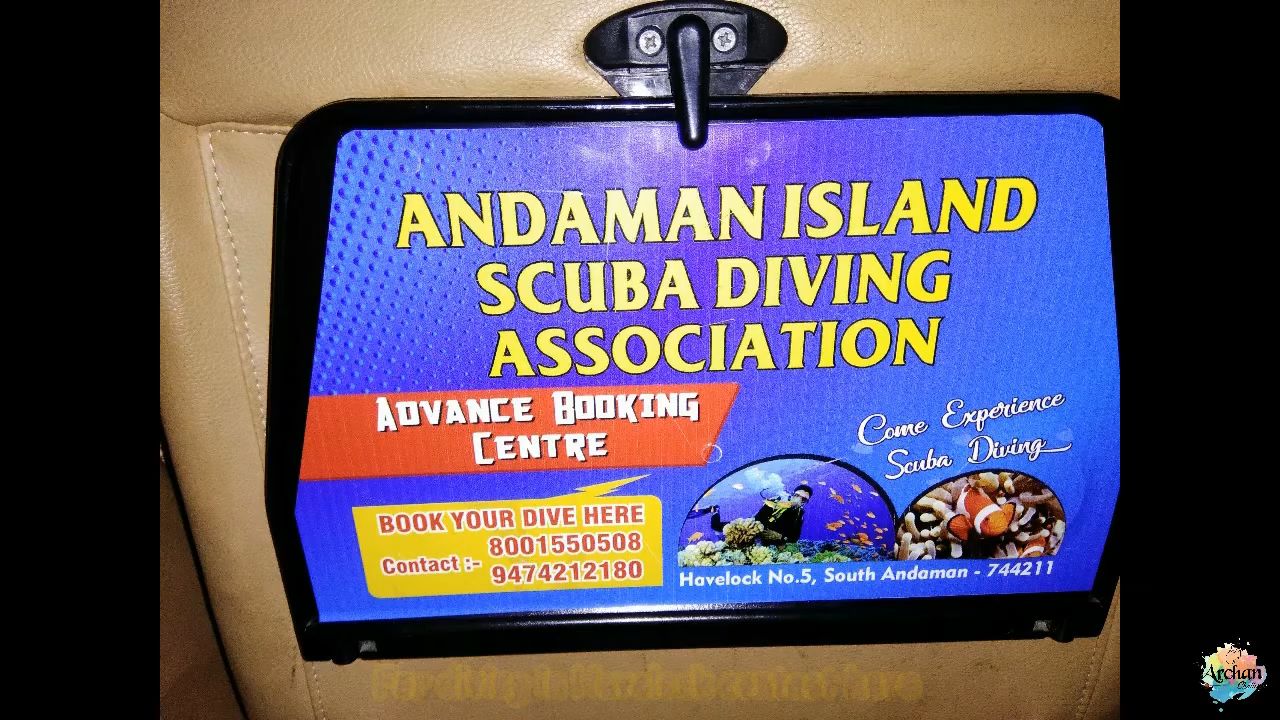 ANDAMAN ISLAND
SCUBA DIVING
ASSOCIATION
ADVANCE BOOKING
CENTRE
Come Experience
Scuba Diving
BOOK YOUR DIVE HERE
8001550508
Contact :-
9474212180
Havelock No.5, South Andaman - 744211
Archan